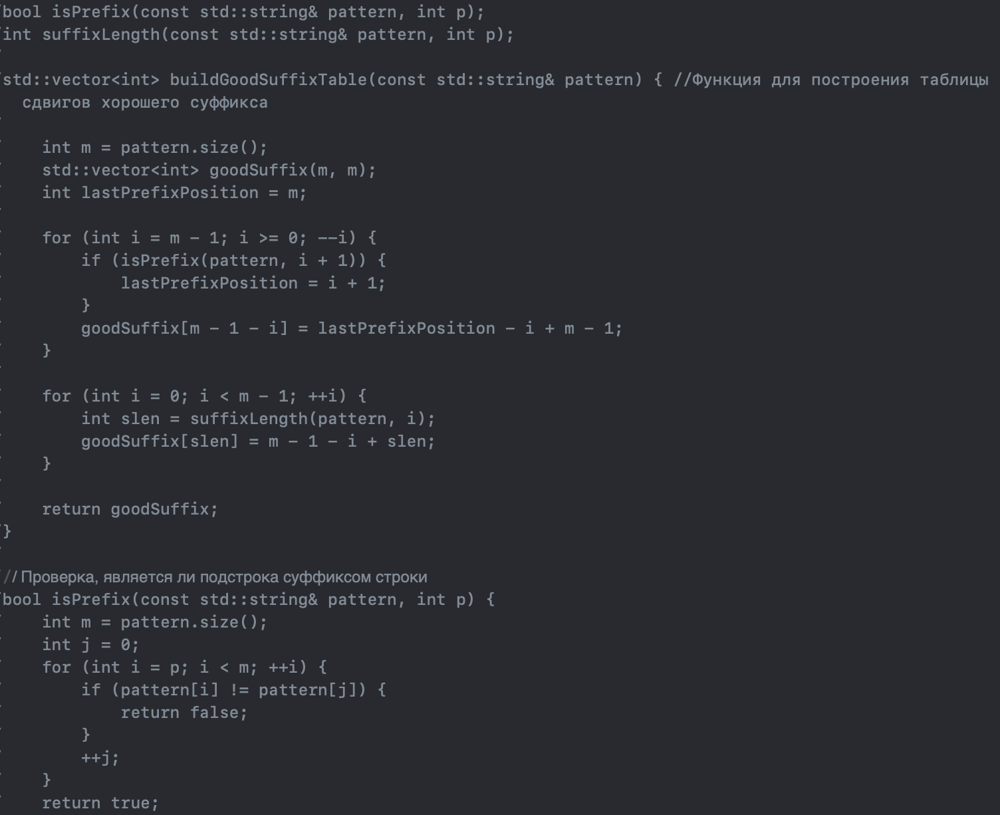 /bool isPrefix(const std::string& pattern, int p);
/int suffixLength(const std::string& pattern, int p);
/std::vector<int> buildGoodSuffixTable(const std::string& pattern) { //Функция для построения таблицы
сдвигов хорошего суффикса
    int m = pattern.size();
    std::vector<int> goodSuffix(m, m);
    int lastPrefixPosition = m;
    for (int i = m - 1; i >= 0; --i) {
        if (isPrefix(pattern, i + 1)) {
            lastPrefixPosition = i + 1;
        }
        goodSuffix[m - 1 - i] = lastPrefixPosition - i + m - 1;
    }
    for (int i = 0; i < m - 1; ++i) {
        int slen = suffixLength(pattern, i);
        goodSuffix[slen] = m - 1 - i + slen;
    }
    return goodSuffix;
/}
// Проверка, является ли подстрока суффиксом строки
/bool isPrefix(const std::string& pattern, int p) {
    int m = pattern.size();
    int j = 0;
    for (int i = p; i < m; ++i) {
        if (pattern[i] != pattern[j]) {
            return false;
        }
        ++j;
    }
    return true;